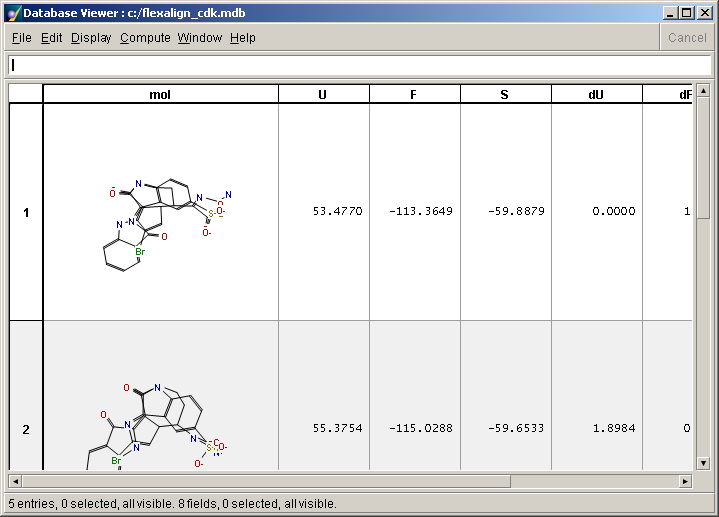 Database Viewer : c:/flexalign_cdk.mdb
File Edit Display Compute Window Help Cancel
mol U F S dU dF
1 53.4770 -113.3649 -59.8879 0.0000 1
O N N N S O- O-
N N O
Br
2 55.3754 -115.0288 -59.6533 1.8984 0
O N
O N
N N S O-
Br O-
5 entries, 0 selected, all visible. 8 fields, 0 selected, all visible.